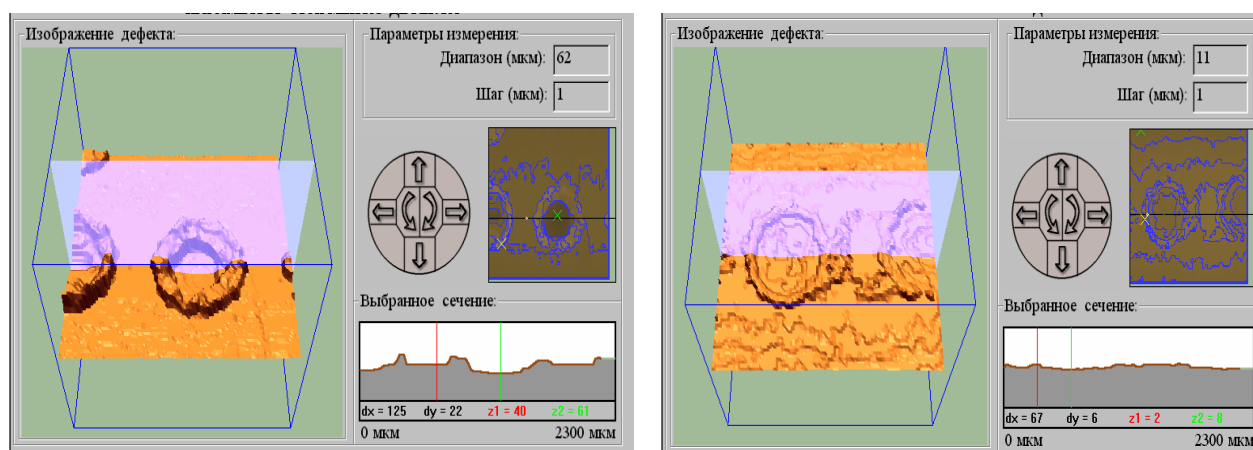 Изображение дефекта:
Параметры измерения:
Диапазон (мкм): 62
Шаг (мкм): 1
Выбранное сечение:
dx = 125 dy = 22 z1 = 40 z2 = 61
0 мкм 2300 мкм
Изображение дефекта:
Параметры измерения:
Диапазон (мкм): 11
Шаг (мкм): 1
Выбранное сечение:
dx = 67 dy = 6 z1 = 2 z2 = 8
0 мкм 2300 мкм